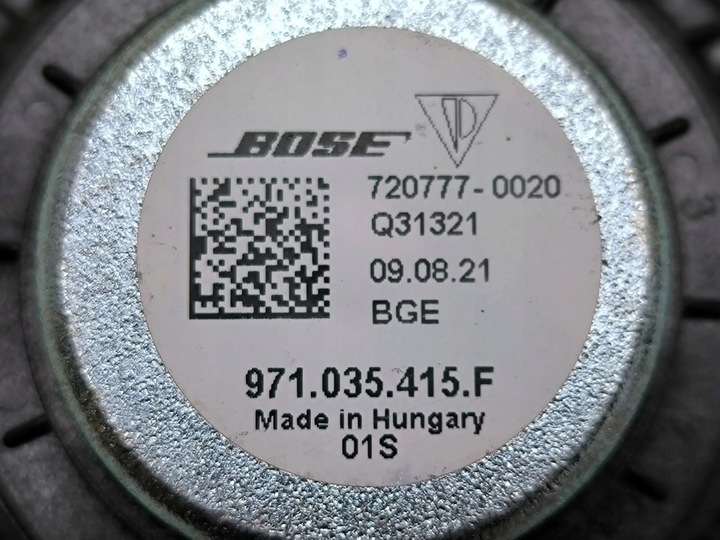 BOSE
720777-0020
Q31321
09.08.21
BGE
971.035.415.F
Made in Hungary
01S